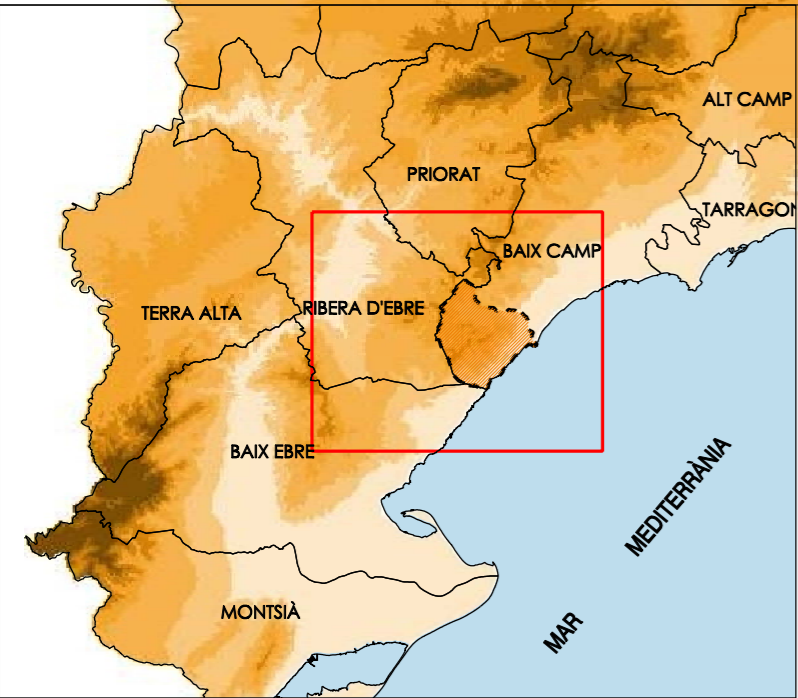 ALT CAMP
PRIORAT
TARRAGON
BAIX CAMP
RIBERA D'EBRE
TERRA ALTA
BAIX EBRE
MEDITERRÀNIA
MONTSIÀ
MAR